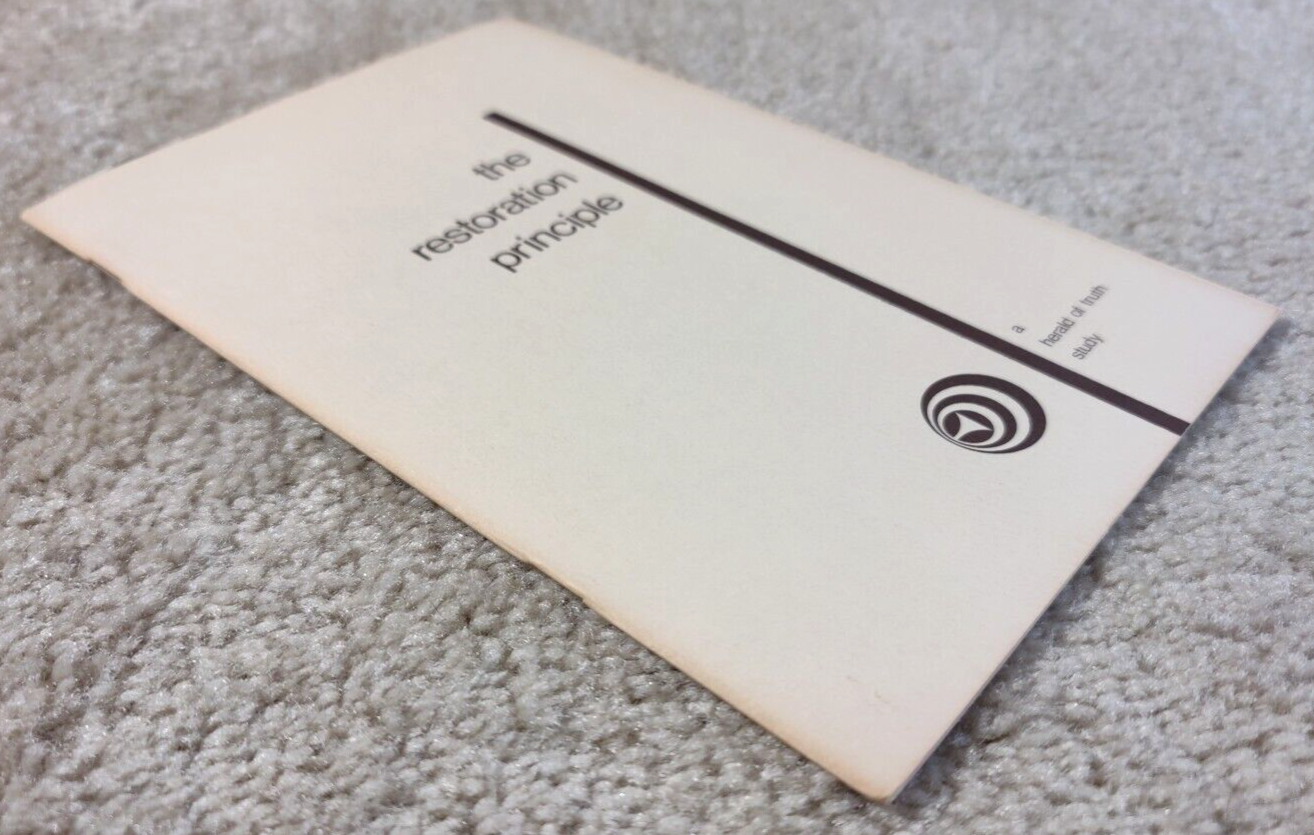 the
restoration
principle
a
herald of truth
study